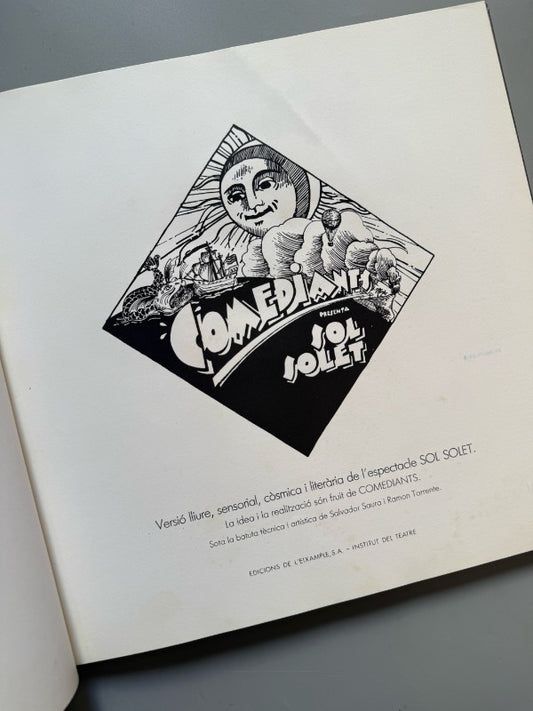 COMEDIANTS
PRESENTA
SOL
SOLET
Versió lliure, sensorial, còsmica i literària de l'espectacle SOL SOLET.
La idea i la realització són fruit de COMEDIANTS.
Sota la batuta tècnica i artística de Salvador Saura i Ramon Torrente.
EDICIONS DE L'EIXAMPLE, S.A. - INSTITUT DEL TEATRE